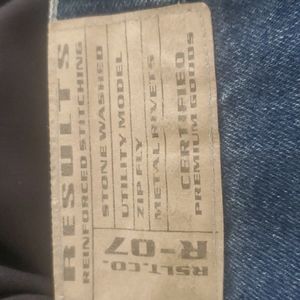 RESULTS
REINFORCED STITCHING
STONE WASHED
UTILITY MODEL
ZIP FLY
METAL RIVETS
CERTIFIED
PREMIUM GOODS
RSLT.CO.
R-07